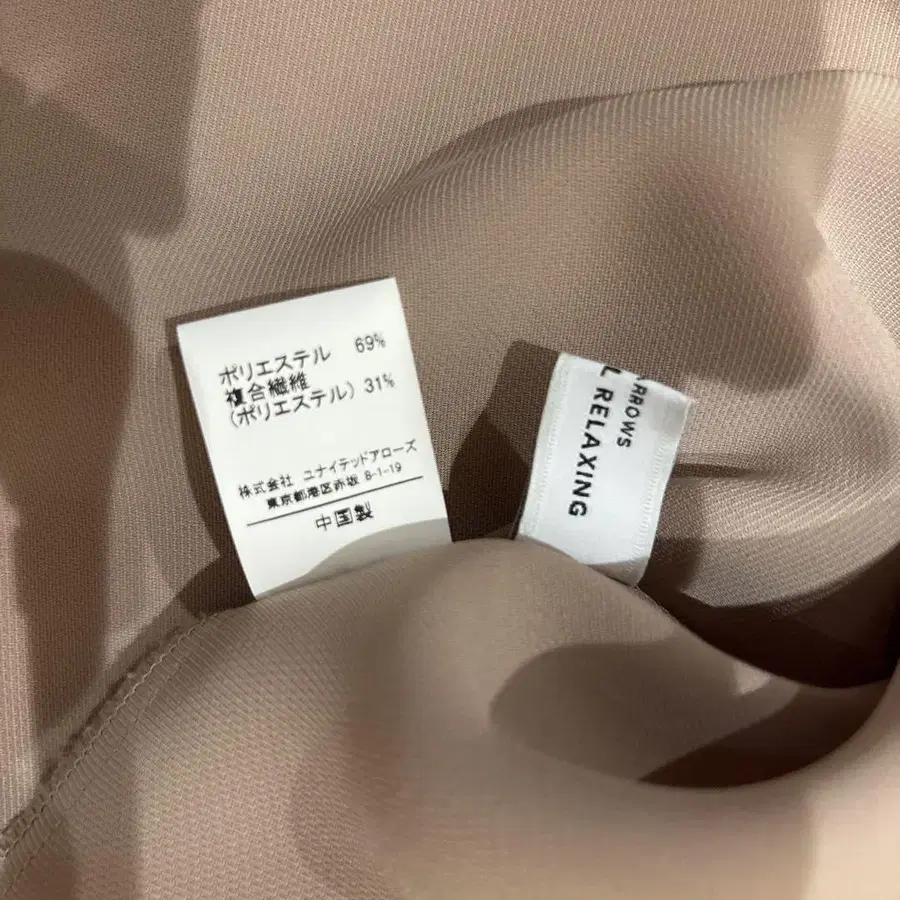 ポリエステル 69%
複合繊維
(ポリエステル) 31%
株式会社 ユナイテッドアローズ
東京都港区赤坂 8-1-19
中国製
RROWS
L RELAXING